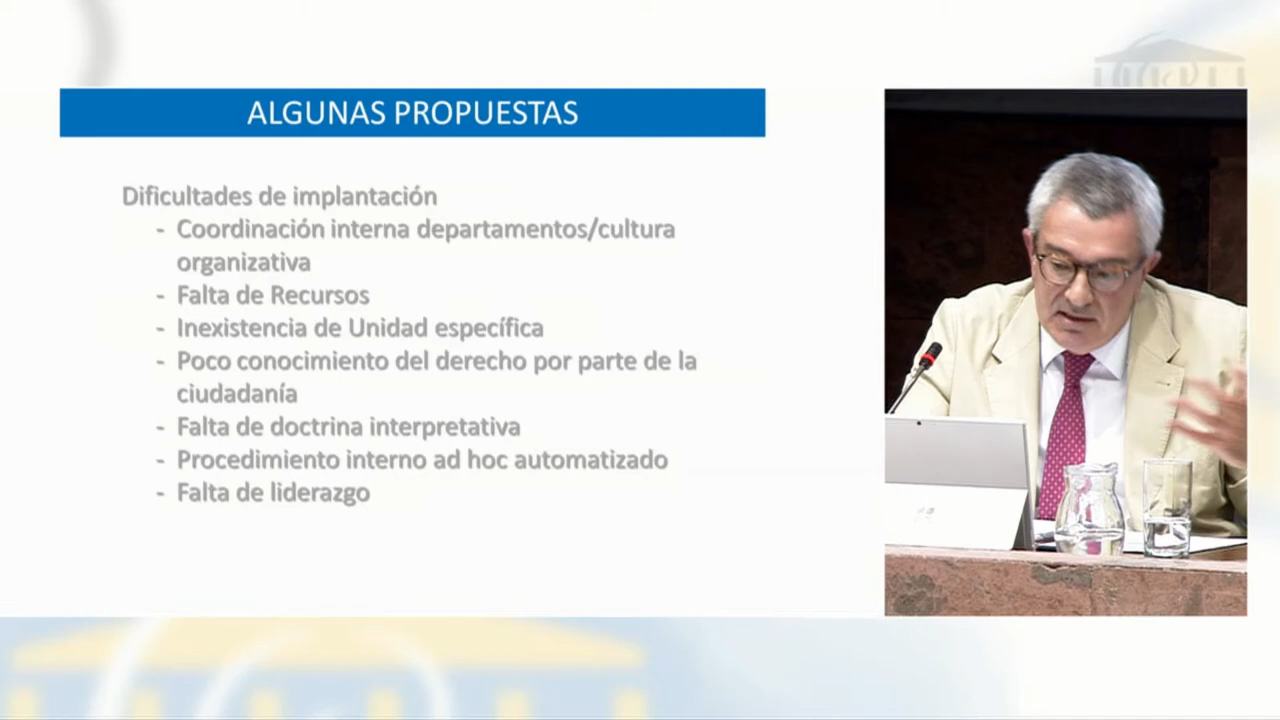 ALGUNAS PROPUESTAS
Dificultades de implantación
- Coordinación interna departamentos/cultura
organizativa
- Falta de Recursos
- Inexistencia de Unidad específica
- Poco conocimiento del derecho por parte de la
ciudadanía
- Falta de doctrina interpretativa
- Procedimiento interno ad hoc automatizado
- Falta de liderazgo